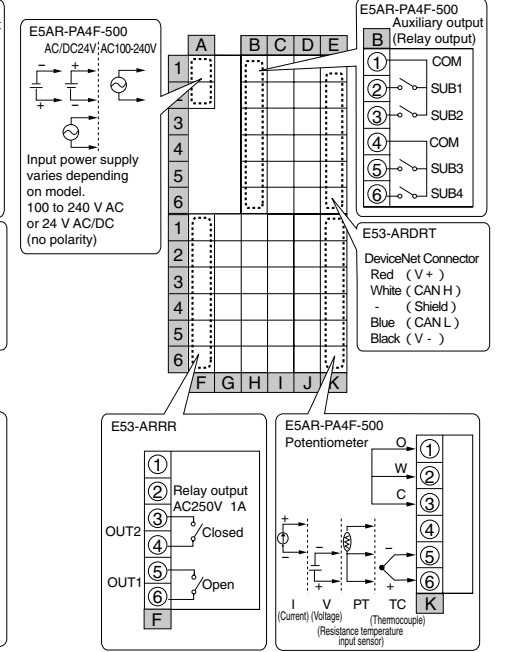 E5AR-PA4F-500
AC/DC24V AC100-240V
− +
+ −
Input power supply
varies depending
on model.
100 to 240 V AC
or 24 V AC/DC
(no polarity)
A B C D E
1
3
4
5
6
1
2
3
4
5
6
F G H I J K
E5AR-PA4F-500
Auxiliary output
(Relay output)
B
1 COM
2 SUB1
3 SUB2
4 COM
5 SUB3
6 SUB4
E53-ARDRT
DeviceNet Connector
Red ( V + )
White ( CAN H )
- ( Shield )
Blue ( CAN L )
Black ( V - )
E53-ARRR
1
2
Relay output
AC250V 1A
3
OUT2 Closed
4
5
OUT1 Open
6
F
E5AR-PA4F-500
Potentiometer
O 1
W 2
C 3
4
5
6
+ − − −
+ +
I V PT TC K
(Current) (Voltage) (Thermocouple)
(Resistance temperature
input sensor)